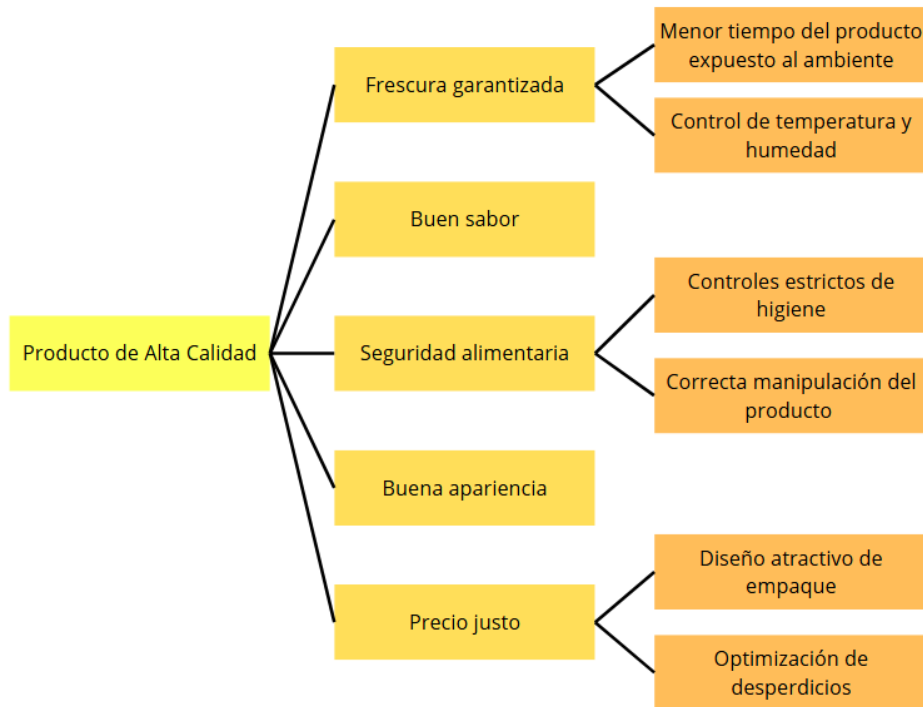 Menor tiempo del producto
expuesto al ambiente
Frescura garantizada
Control de temperatura y
humedad
Buen sabor
Controles estrictos de
higiene
Producto de Alta Calidad
Seguridad alimentaria
Correcta manipulación del
producto
Buena apariencia
Diseño atractivo de
empaque
Precio justo
Optimización de
desperdicios